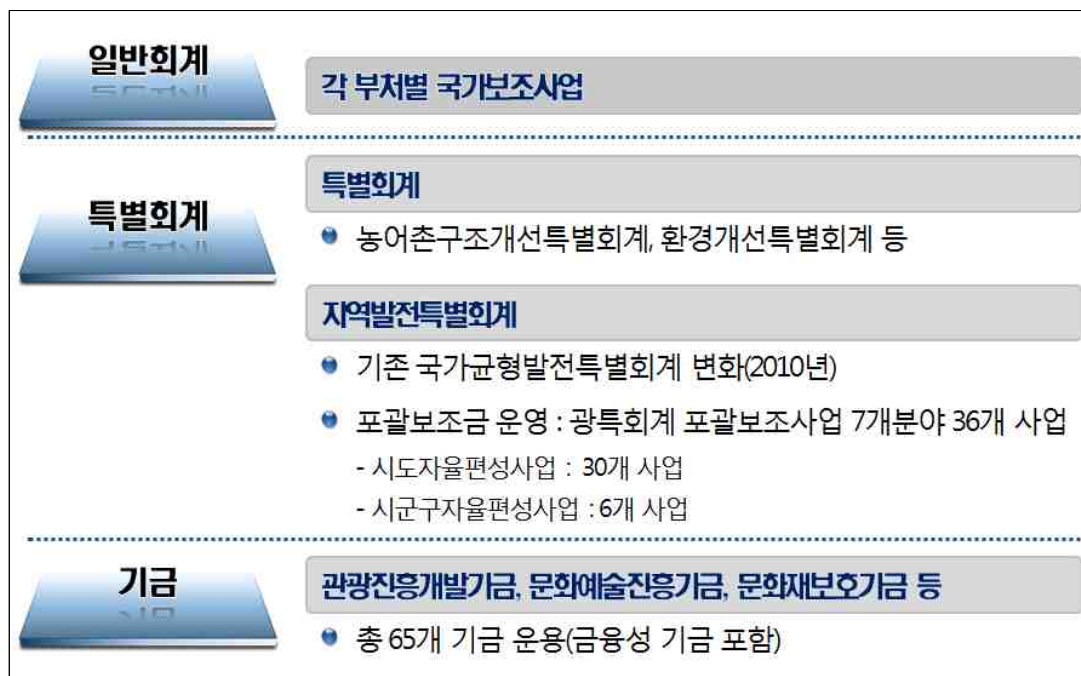 일반회계
각 부처별 국가보조사업
특별회계
특별회계
농어촌구조개선특별회계, 환경개선특별회계 등
지역발전특별회계
기존 국가균형발전특별회계 변화(2010년)
포괄보조금 운영 : 광특회계 포괄보조사업 7개분야 36개 사업
- 시도자율편성사업 : 30개 사업
- 시군구자율편성사업 : 6개 사업
기금
관광진흥개발기금, 문화예술진흥기금, 문화재보호기금 등
총 65개 기금 운용(금융성 기금 포함)